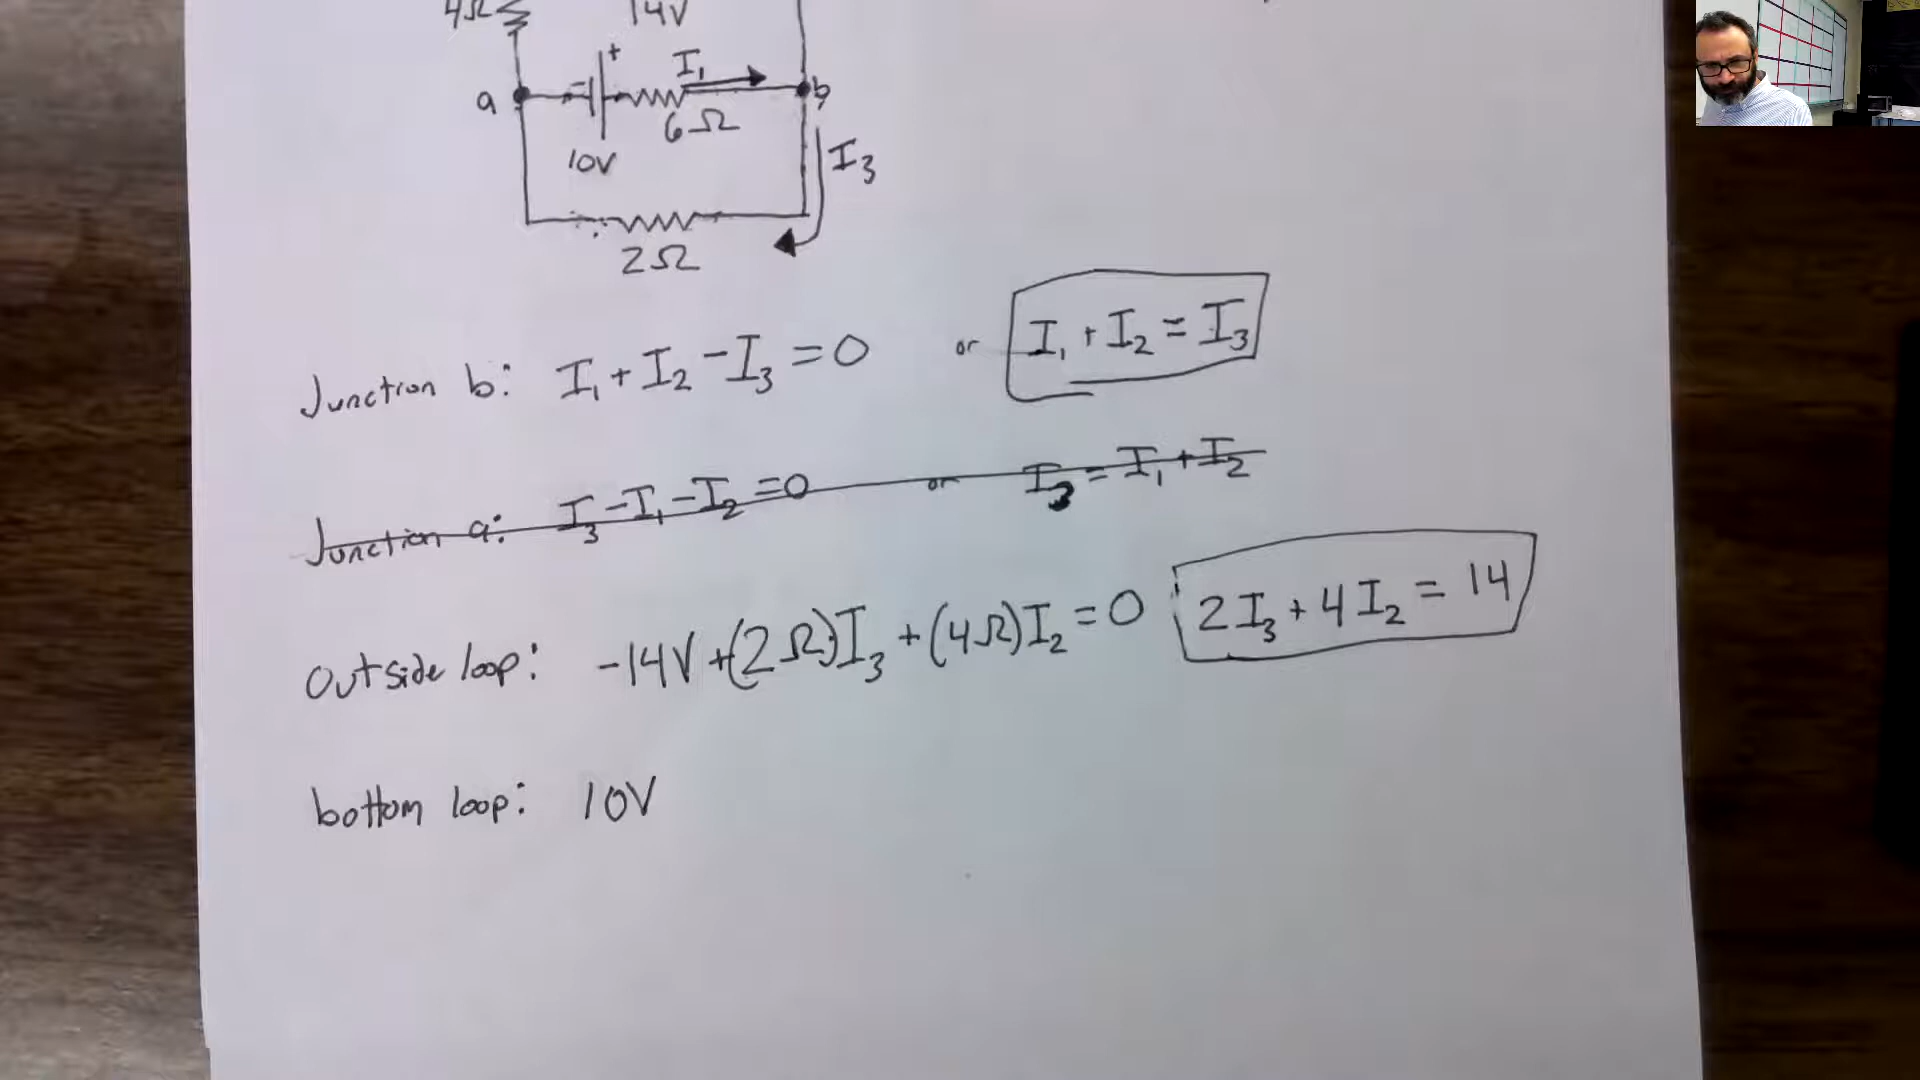 4Ω 14V
+
I₁
a - b
6Ω
10V I₃
2Ω
Junction b: I₁ + I₂ - I₃ = 0 or I₁ + I₂ = I₃
Junction a: I₃ - I₁ - I₂ = 0 or I₃ = I₁ + I₂
Outside loop: -14V + (2Ω)I₃ + (4Ω)I₂ = 0 2I₃ + 4I₂ = 14
bottom loop: 10V